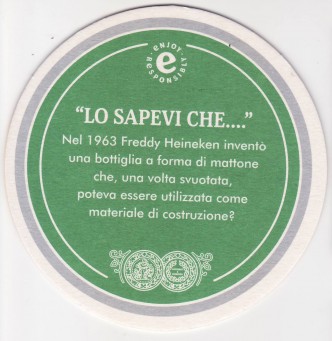 ENJOY
RESPONSIBLY
e
"LO SAPEVI CHE...."
Nel 1963 Freddy Heineken inventò
una bottiglia a forma di mattone
che, una volta svuotata,
poteva essere utilizzata come
materiale di costruzione?